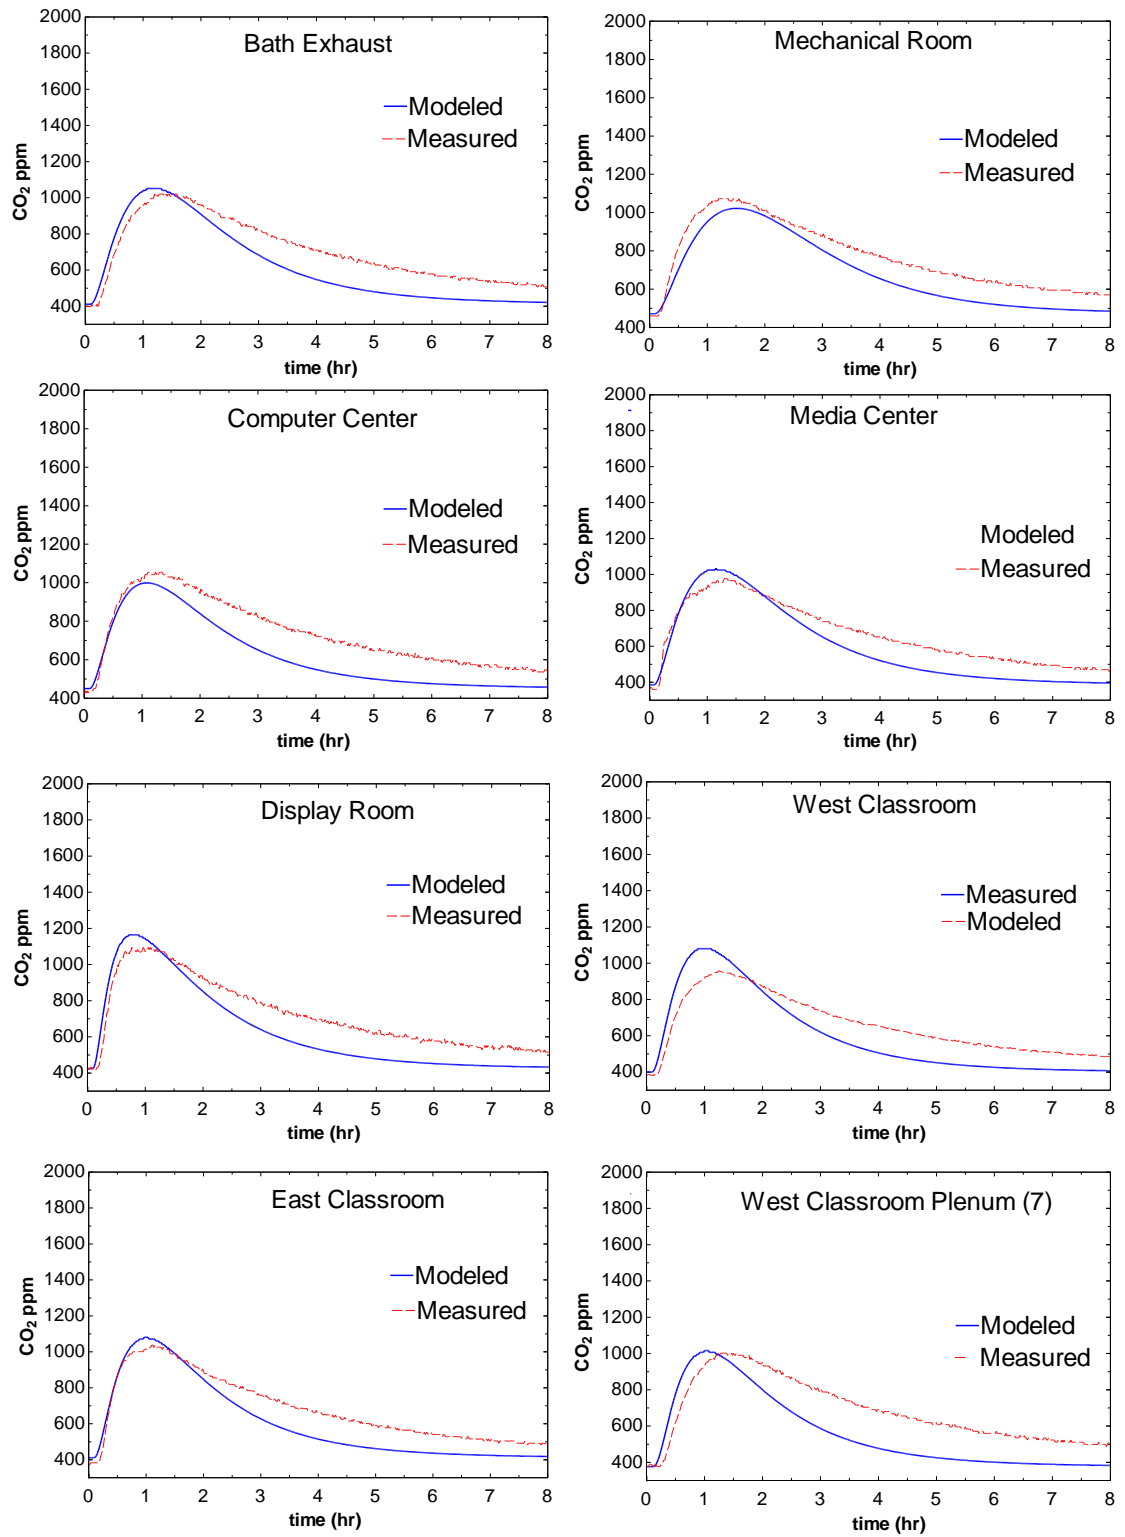 Bath Exhaust
2000
1800
1600
1400
1200
1000
800
600
400
CO2 ppm
Modeled
Measured
0 1 2 3 4 5 6 7 8
time (hr)
Mechanical Room
2000
1800
1600
1400
1200
1000
800
600
400
CO2 ppm
Modeled
Measured
0 1 2 3 4 5 6 7 8
time (hr)
Computer Center
2000
1800
1600
1400
1200
1000
800
600
400
CO2 ppm
Modeled
Measured
0 1 2 3 4 5 6 7 8
time (hr)
Media Center
2000
1800
1600
1400
1200
1000
800
600
400
CO2 ppm
Modeled
Measured
0 1 2 3 4 5 6 7 8
time (hr)
Display Room
2000
1800
1600
1400
1200
1000
800
600
400
CO2 ppm
Modeled
Measured
0 1 2 3 4 5 6 7 8
time (hr)
West Classroom
2000
1800
1600
1400
1200
1000
800
600
400
CO2 ppm
Measured
Modeled
0 1 2 3 4 5 6 7 8
time (hr)
East Classroom
2000
1800
1600
1400
1200
1000
800
600
400
CO2 ppm
Modeled
Measured
0 1 2 3 4 5 6 7 8
time (hr)
West Classroom Plenum (7)
2000
1800
1600
1400
1200
1000
800
600
400
CO2 ppm
Modeled
Measured
0 1 2 3 4 5 6 7 8
time (hr)